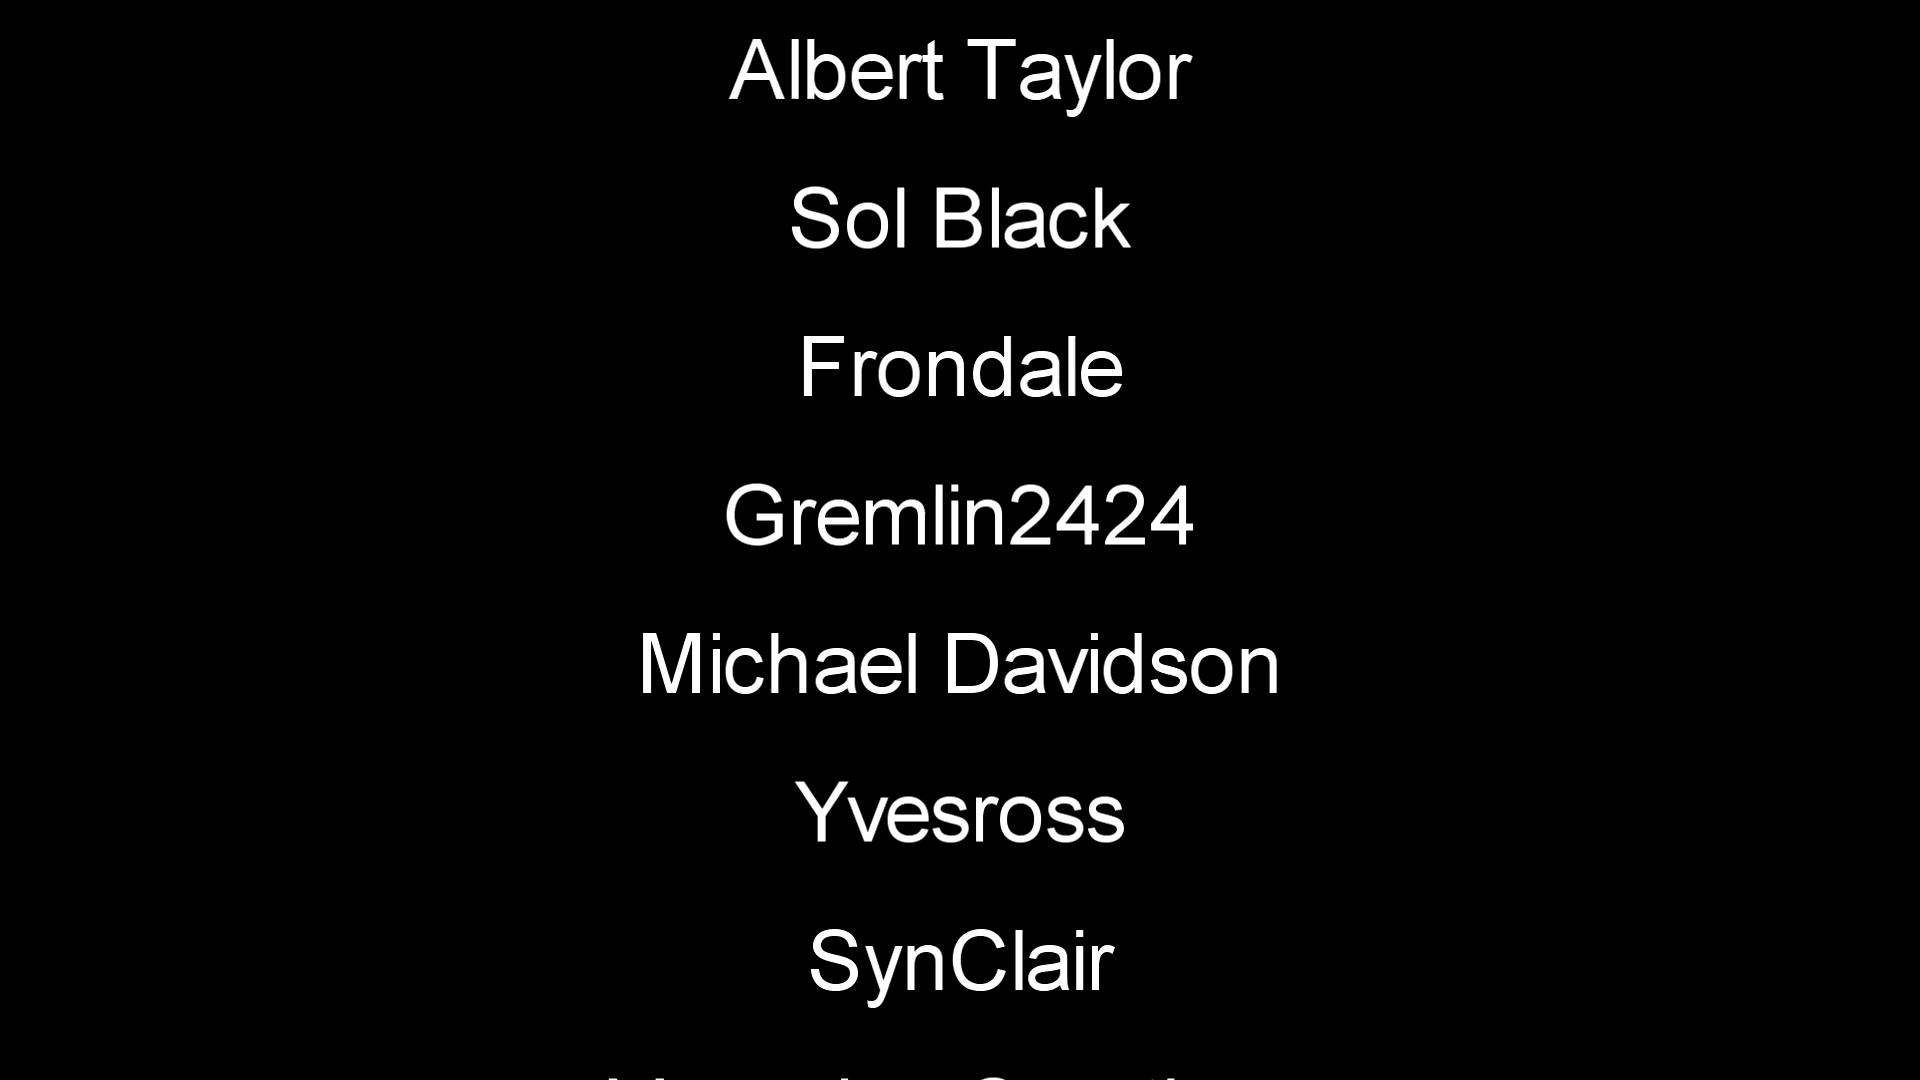 Albert Taylor
Sol Black
Frondale
Gremlin2424
Michael Davidson
Yvesross
SynClair